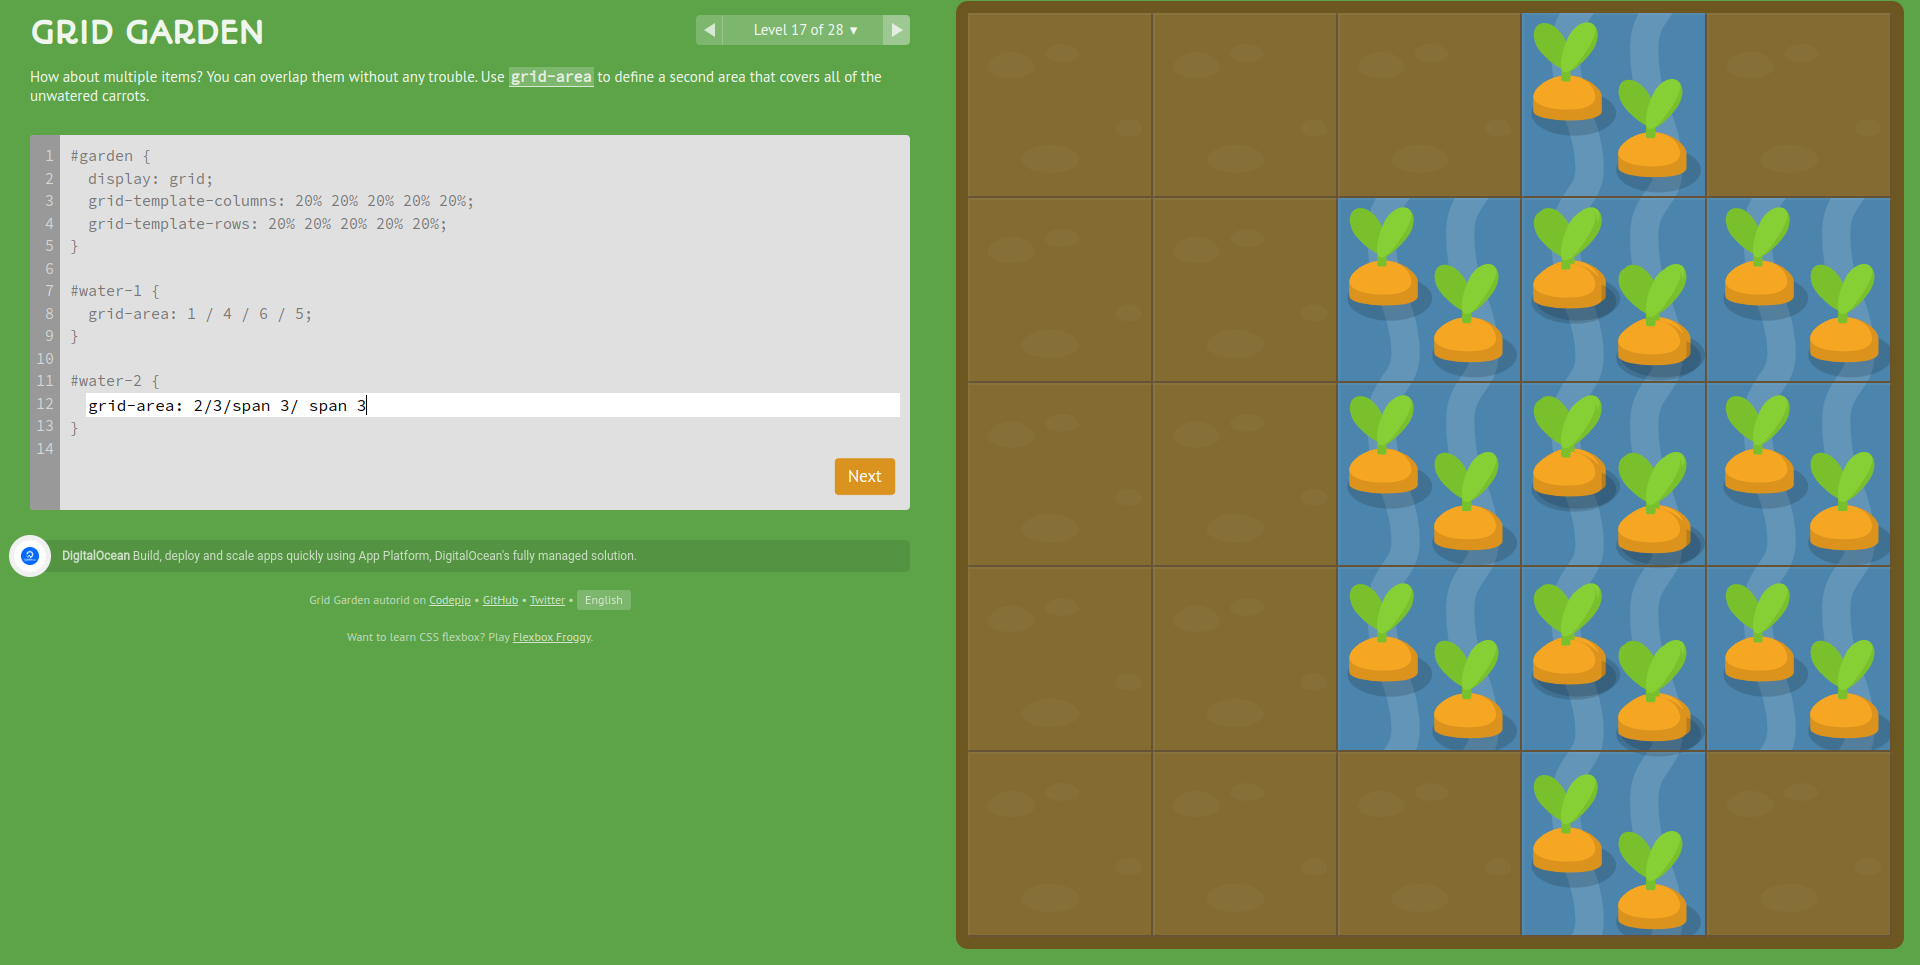 GRID GARDEN
◀ Level 17 of 28 ▼ ▶
How about multiple items? You can overlap them without any trouble. Use grid-area to define a second area that covers all of the
unwatered carrots.
1 #garden {
2 display: grid;
3 grid-template-columns: 20% 20% 20% 20% 20%;
4 grid-template-rows: 20% 20% 20% 20% 20%;
5 }
6
7 #water-1 {
8 grid-area: 1 / 4 / 6 / 5;
9 }
10
11 #water-2 {
12 grid-area: 2/3/span 3/ span 3
13 }
14
Next
DigitalOcean Build, deploy and scale apps quickly using App Platform, DigitalOcean's fully managed solution.
Grid Garden autorid on Codepip • GitHub • Twitter • English
Want to learn CSS flexbox? Play Flexbox Froggy.